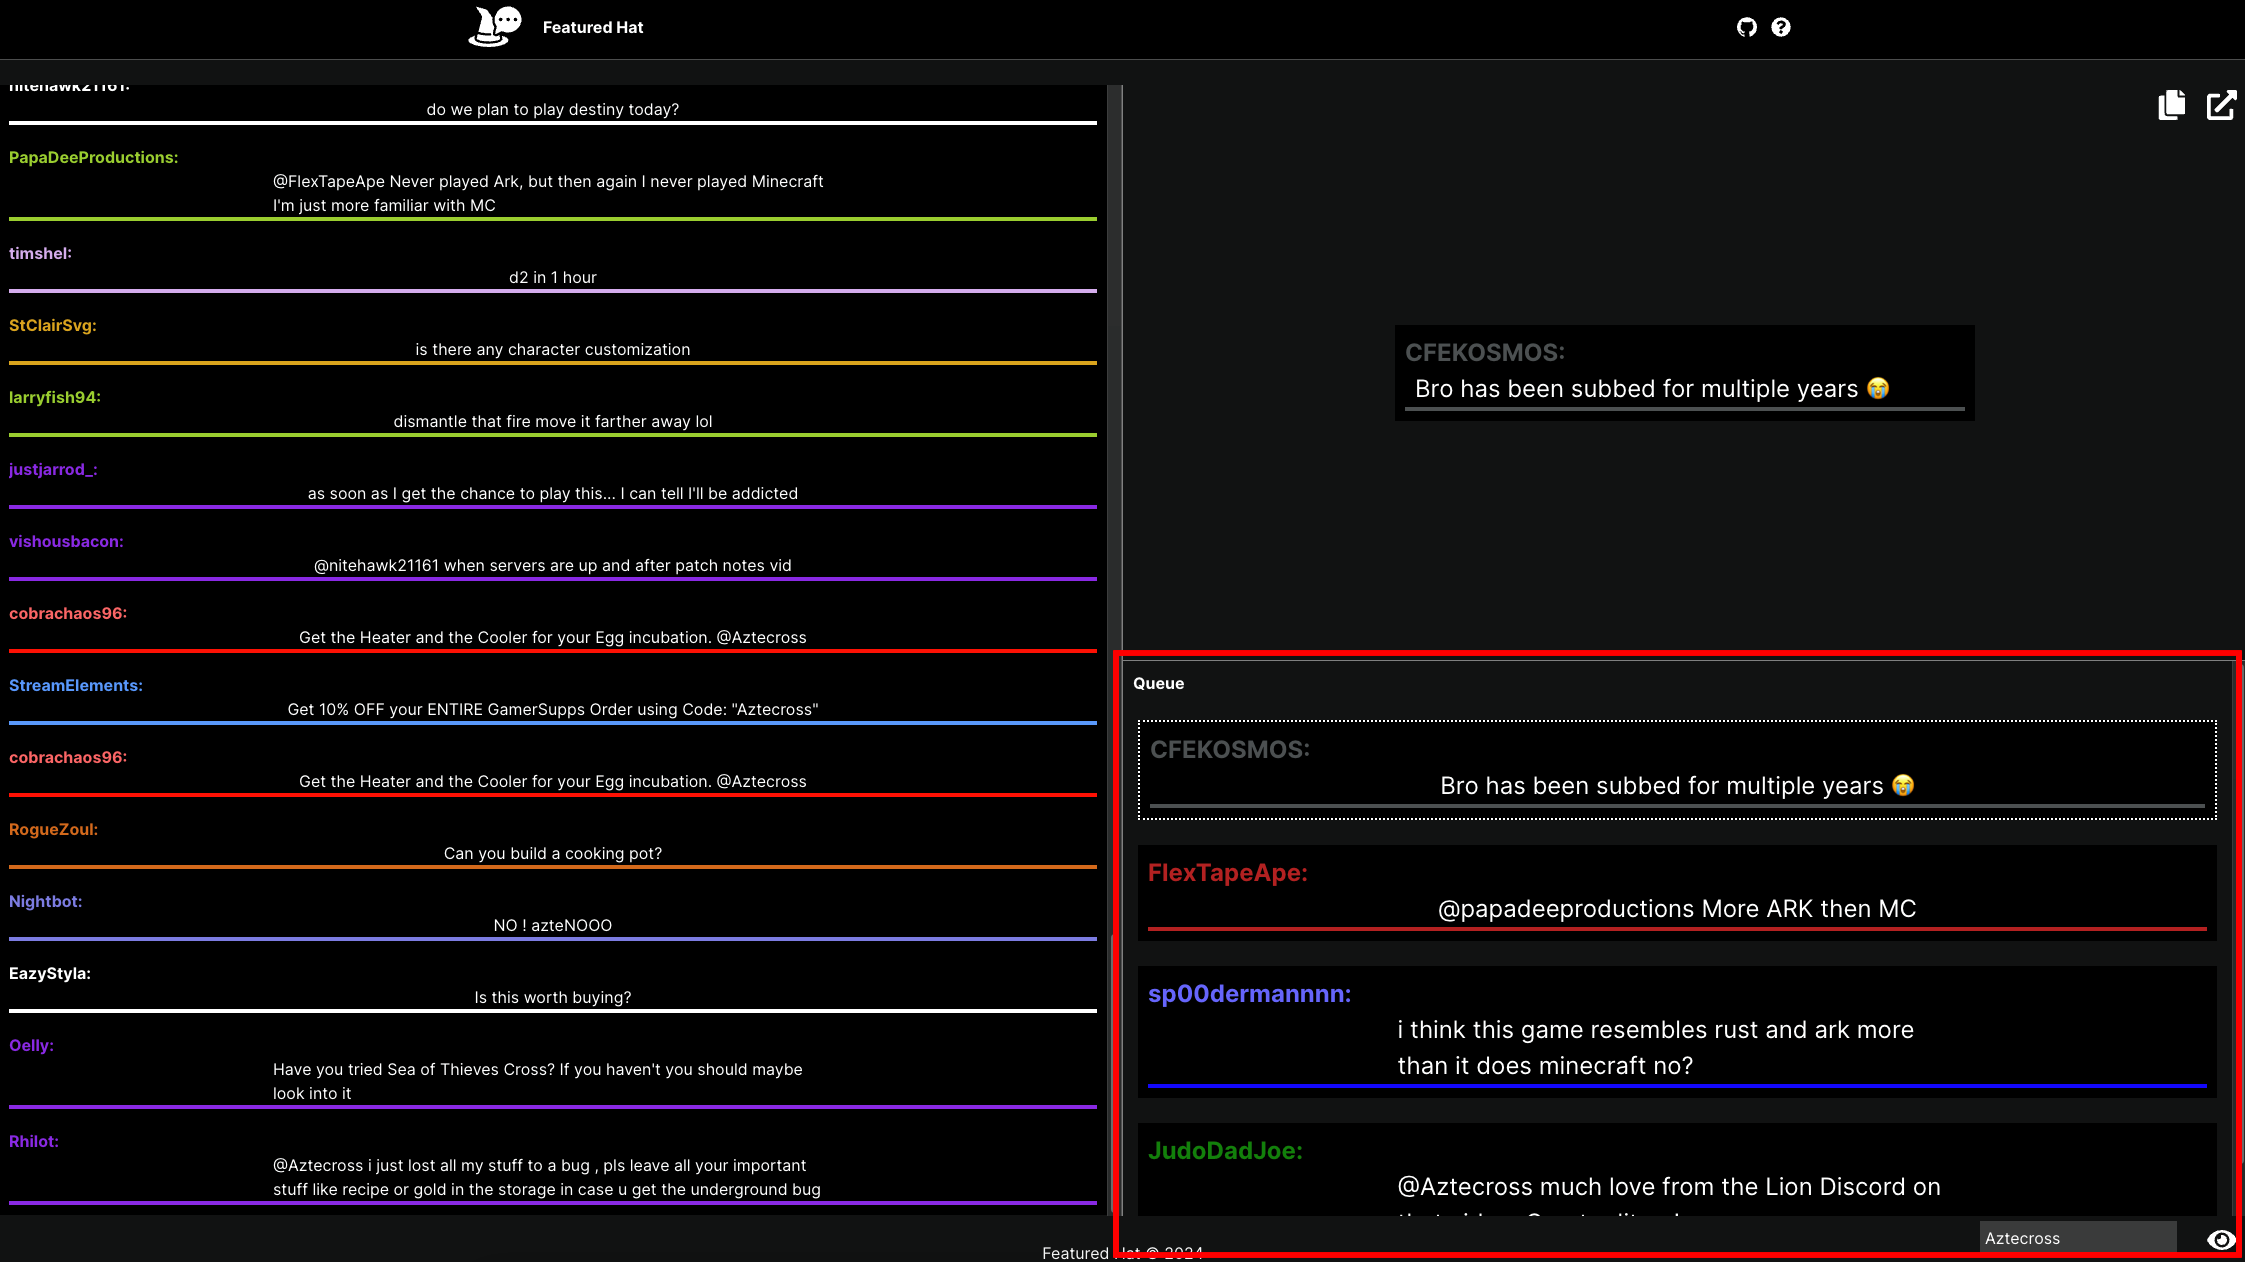 Featured Hat
nitehawk21161:
do we plan to play destiny today?
PapaDeeProductions:
@FlexTapeApe Never played Ark, but then again I never played Minecraft
I'm just more familiar with MC
timshel:
d2 in 1 hour
StClairSvg:
is there any character customization
larryfish94:
dismantle that fire move it farther away lol
justjarrod_:
as soon as I get the chance to play this... I can tell I'll be addicted
vishousbacon:
@nitehawk21161 when servers are up and after patch notes vid
cobrachaos96:
Get the Heater and the Cooler for your Egg incubation. @Aztecross
StreamElements:
Get 10% OFF your ENTIRE GamerSupps Order using Code: "Aztecross"
cobrachaos96:
Get the Heater and the Cooler for your Egg incubation. @Aztecross
RogueZoul:
Can you build a cooking pot?
Nightbot:
NO ! azteNOOO
EazyStyla:
Is this worth buying?
Oelly:
Have you tried Sea of Thieves Cross? If you haven't you should maybe
look into it
Rhilot:
@Aztecross i just lost all my stuff to a bug , pls leave all your important
stuff like recipe or gold in the storage in case u get the underground bug
CFEKOSMOS:
Bro has been subbed for multiple years 😭
Queue
CFEKOSMOS:
Bro has been subbed for multiple years 😭
FlexTapeApe:
@papadeeproductions More ARK then MC
sp00dermannnn:
i think this game resembles rust and ark more
than it does minecraft no?
JudoDadJoe:
@Aztecross much love from the Lion Discord on
Aztecross
Featured Hat © 2024